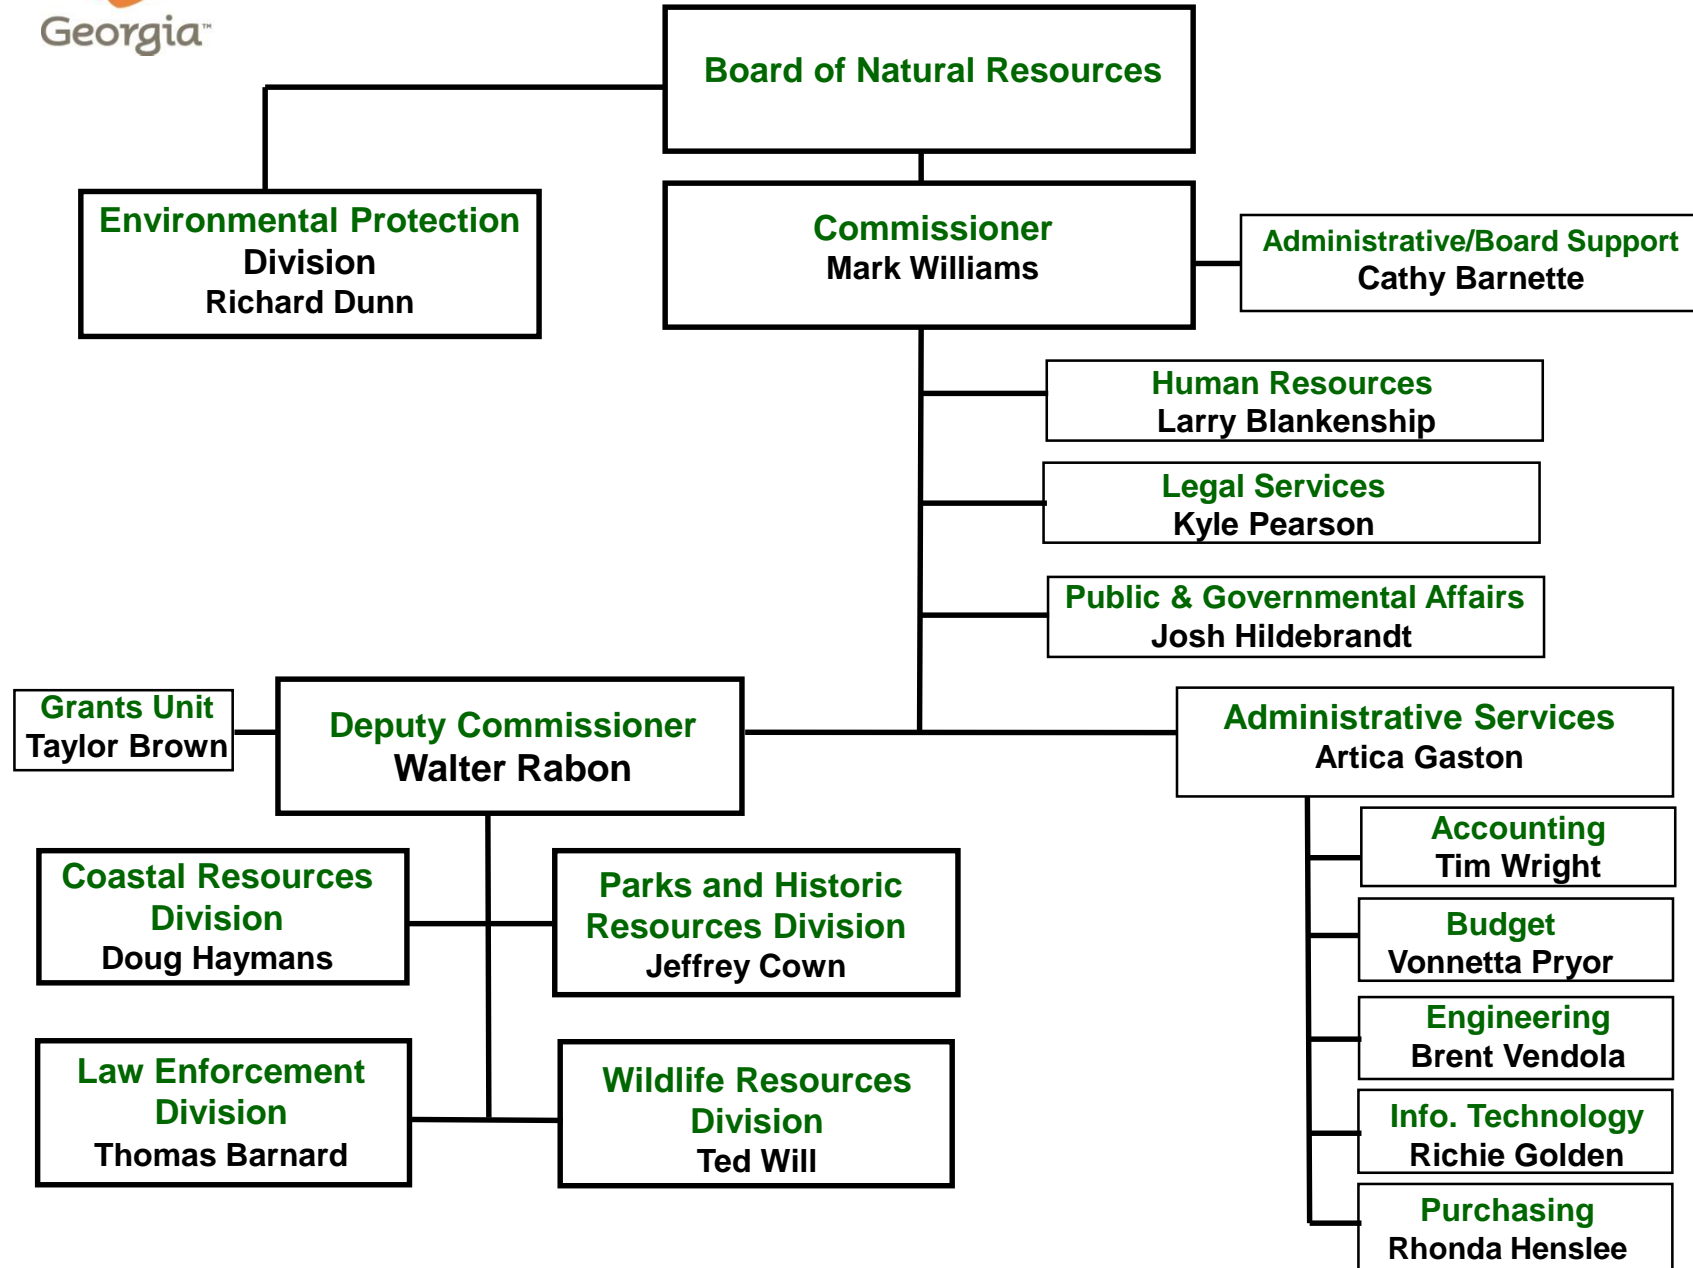 Georgia™
Board of Natural Resources
Environmental Protection
Division
Richard Dunn
Commissioner
Mark Williams
Administrative/Board Support
Cathy Barnette
Human Resources
Larry Blankenship
Legal Services
Kyle Pearson
Public & Governmental Affairs
Josh Hildebrandt
Grants Unit
Taylor Brown
Deputy Commissioner
Walter Rabon
Administrative Services
Artica Gaston
Coastal Resources
Division
Doug Haymans
Parks and Historic
Resources Division
Jeffrey Cown
Law Enforcement
Division
Thomas Barnard
Wildlife Resources
Division
Ted Will
Accounting
Tim Wright
Budget
Vonnetta Pryor
Engineering
Brent Vendola
Info. Technology
Richie Golden
Purchasing
Rhonda Henslee